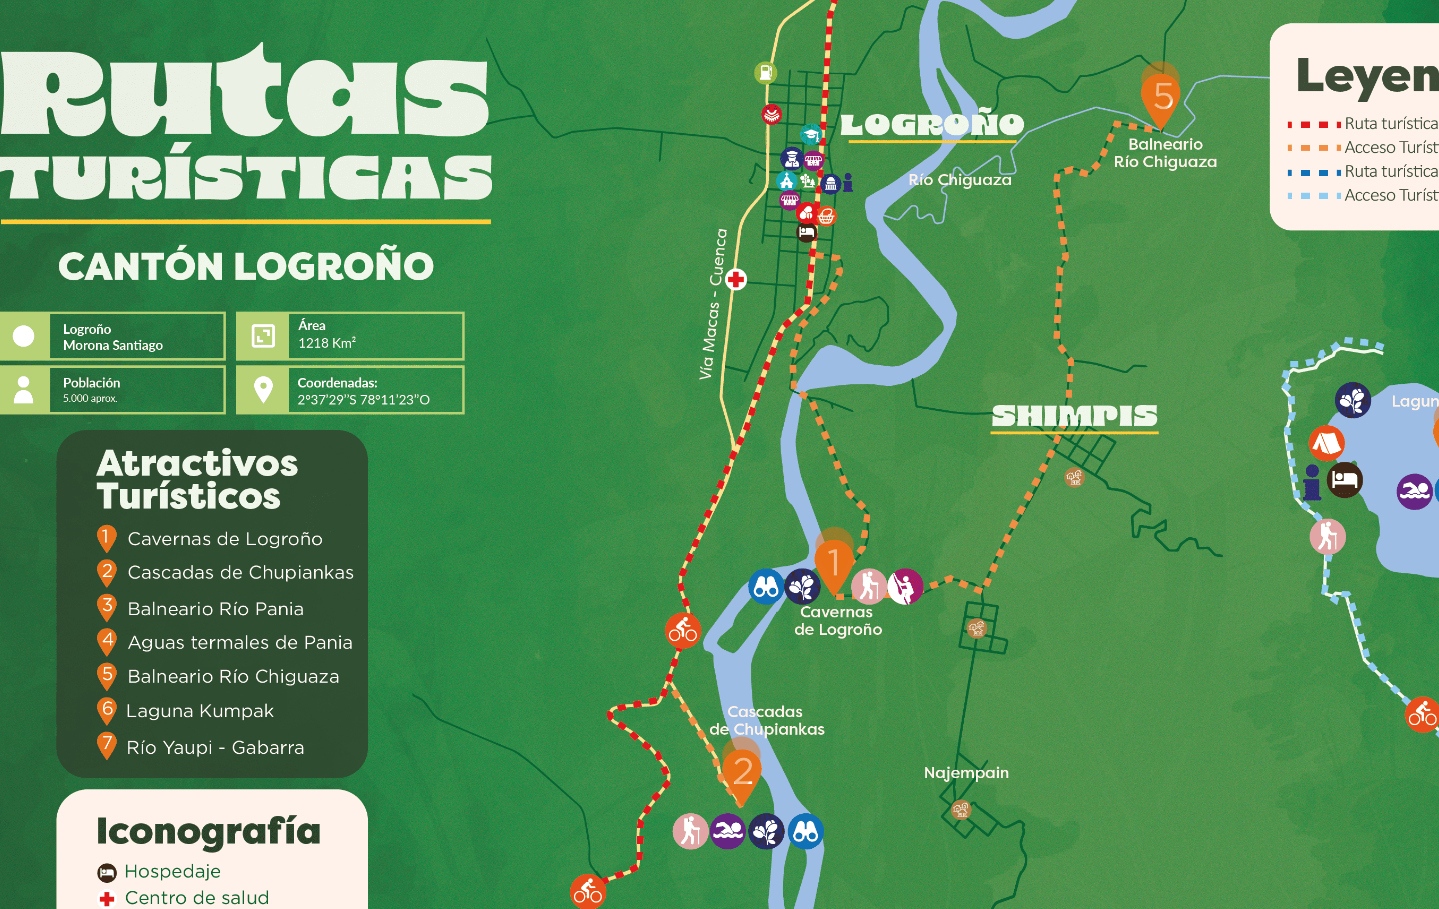 Rutas
TURÍSTICAS
CANTÓN LOGROÑO
Logroño
Morona Santiago
Área
1218 Km²
Población
5.000 aprox.
Coordenadas:
2°37'29''S 78°11'23''O
Atractivos
Turísticos
1 Cavernas de Logroño
2 Cascadas de Chupiankas
3 Balneario Río Pania
4 Aguas termales de Pania
5 Balneario Río Chiguaza
6 Laguna Kumpak
7 Río Yaupi - Gabarra
Iconografía
Hospedaje
Centro de salud
LOGROÑO
Río Chiguaza
5
Balneario
Río Chiguaza
Vía Macas - Cuenca
SHIMPIS
1
Cavernas
de Logroño
Cascadas
de Chupiankas
2
Najempain
Leyen
Ruta turística
Acceso Turíst
Ruta turística
Acceso Turíst
Lagun